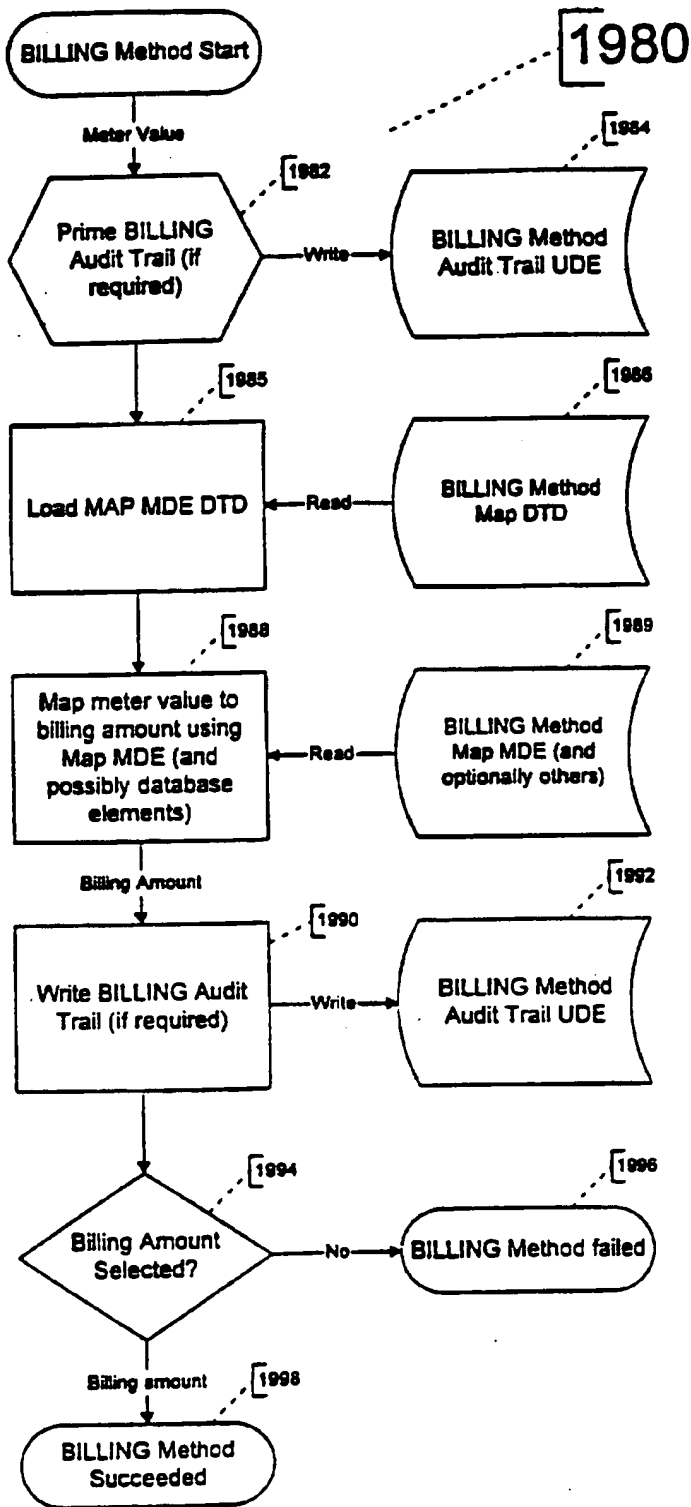 BILLING Method Start
1980
Meter Value
1982
1984
Prime BILLING
Audit Trail (if
required)
Write
BILLING Method
Audit Trail UDE
1985
1986
Load MAP MDE DTD
Read
BILLING Method
Map DTD
1988
1989
Map meter value to
billing amount using
Map MDE (and
possibly database
elements)
Read
BILLING Method
Map MDE (and
optionally others)
Billing Amount
1990
1992
Write BILLING Audit
Trail (if required)
Write
BILLING Method
Audit Trail UDE
1994
1996
Billing Amount
Selected?
No
BILLING Method failed
Billing amount
1998
BILLING Method
Succeeded